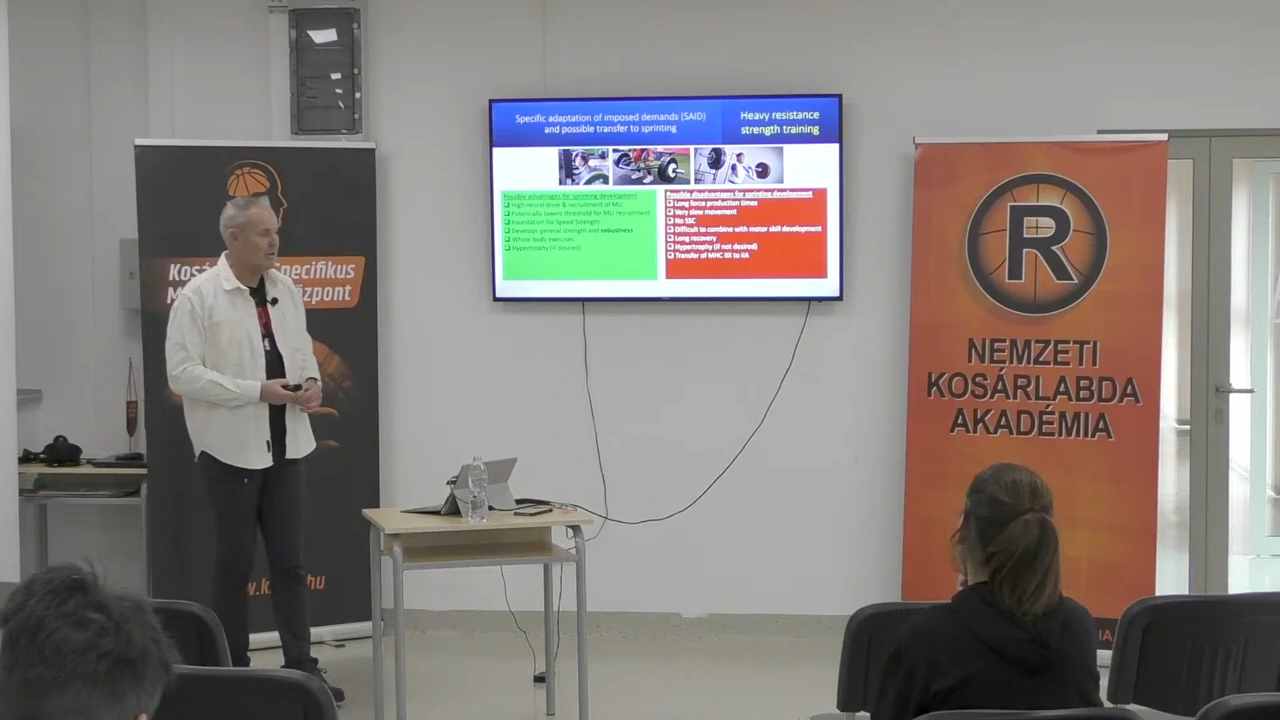 Specific adaptation of imposed demands (SAID)
and possible transfer to sprinting
Heavy resistance
strength training
Possible advantages for sprinting development
High neural drive & recruitment of MU
Potentially lowers threshold for MU recruitment
Foundation for Speed Strength
Develops general strength and robustness
Whole body exercises
Hypertrophy (if desired)
Possible disadvantages for sprinting development
Long force production times
Very slow movement
No SSC
Difficult to combine with motor skill development
Long recovery
Hypertrophy (if not desired)
Transfer of MHC IIX to IIA
R
NEMZETI
KOSÁRLABDA
AKADÉMIA